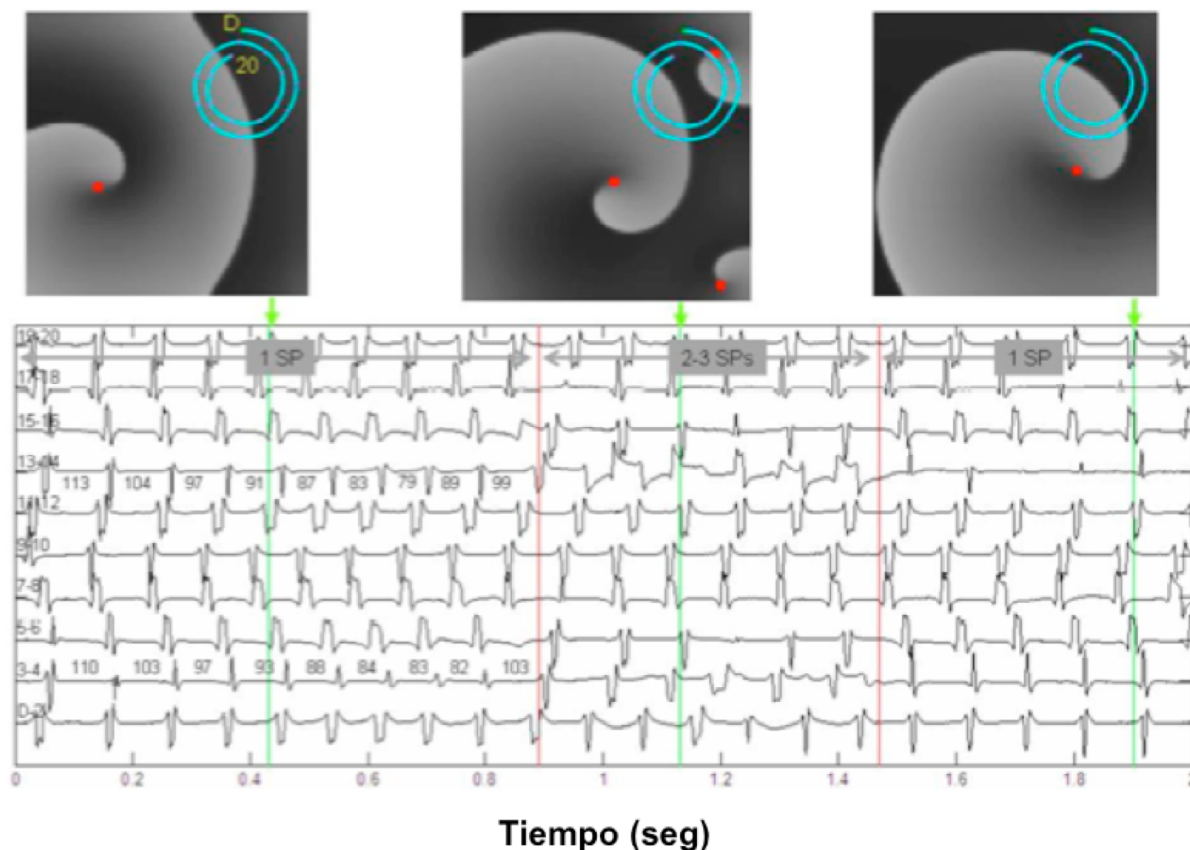 D
20
19-20
1 SP
2-3 SPs
1 SP
17-18
15-16
13-14
113 104 97 91 87 83 79 89 99
11-12
9-10
7-8
5-6
3-4
110 103 97 93 88 84 83 82 103
D-2
0 0.2 0.4 0.6 0.8 1 1.2 1.4 1.6 1.8 2
Tiempo (seg)